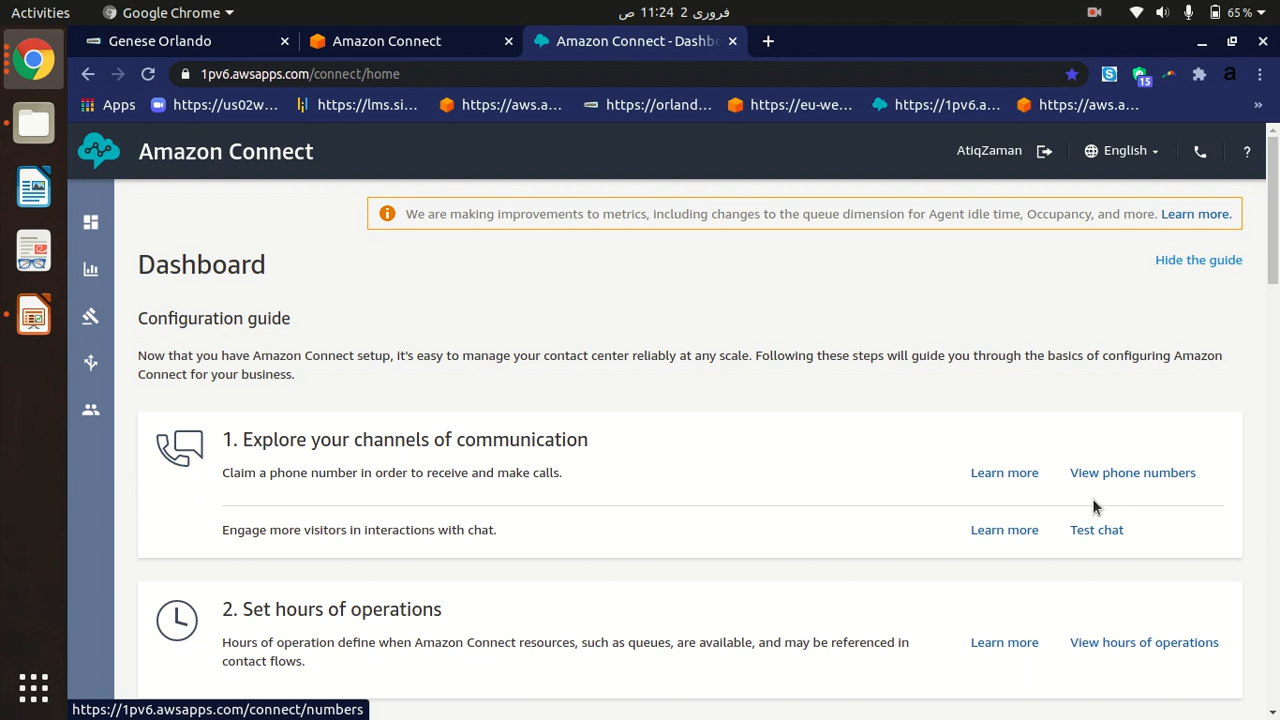 Activities
Google Chrome
فروری 2 11:24 ص
65 %
Genese Orlando
Amazon Connect
Amazon Connect - Dashb
1pv6.awsapps.com/connect/home
15
a
Apps
https://us02w...
https://lms.si...
https://aws.a...
https://orland...
https://eu-we...
https://1pv6.a...
https://aws.a...
»
Amazon Connect
AtiqZaman
English
?
We are making improvements to metrics, including changes to the queue dimension for Agent idle time, Occupancy, and more. Learn more.
Dashboard
Hide the guide
Configuration guide
Now that you have Amazon Connect setup, it's easy to manage your contact center reliably at any scale. Following these steps will guide you through the basics of configuring Amazon
Connect for your business.
1. Explore your channels of communication
Claim a phone number in order to receive and make calls.
Learn more
View phone numbers
Engage more visitors in interactions with chat.
Learn more
Test chat
2. Set hours of operations
Hours of operation define when Amazon Connect resources, such as queues, are available, and may be referenced in
contact flows.
Learn more
View hours of operations
https://1pv6.awsapps.com/connect/numbers